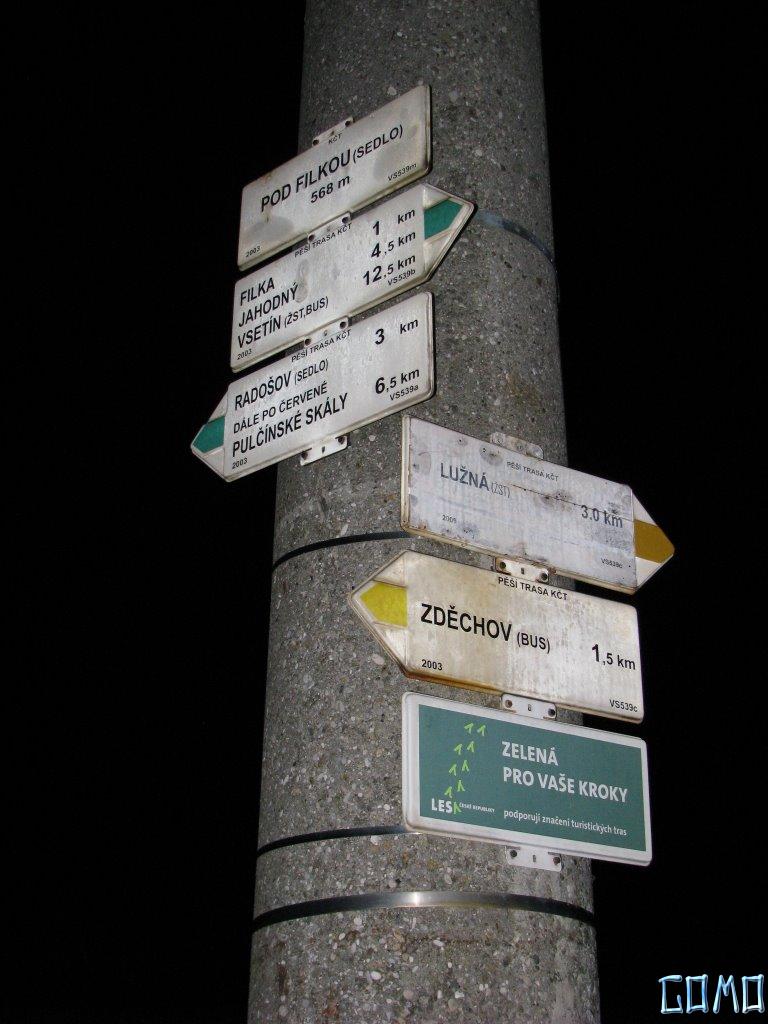 KČT
POD FILKOU (SEDLO)
568 m
2003 VS539m
PĚŠÍ TRASA KČT
FILKA 1 km
JAHODNÝ 4,5 km
VSETÍN (ŽST,BUS) 12,5 km
2003 VS539b
PĚŠÍ TRASA KČT
RADOŠOV (SEDLO) 3 km
DÁLE PO ČERVENÉ
PULČÍNSKÉ SKÁLY 6,5 km
2003 VS539a
PĚŠÍ TRASA KČT
LUŽNÁ (ŽST) 3.0 km
2009 VS539c
PĚŠÍ TRASA KČT
ZDĚCHOV (BUS) 1,5 km
2003 VS539c
ZELENÁ
PRO VAŠE KROKY
LESY ČESKÉ REPUBLIKY
podporují značení turistických tras
COMO